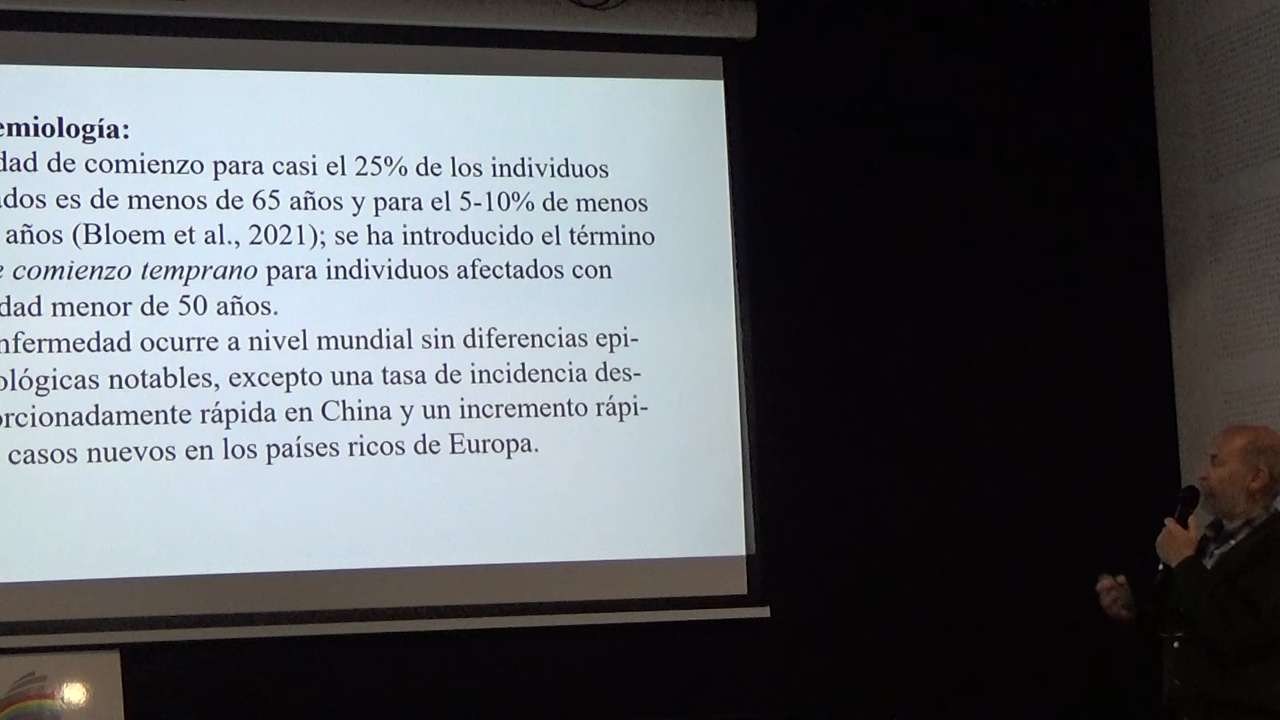 emiología:
dad de comienzo para casi el 25% de los individuos
ados es de menos de 65 años y para el 5-10% de menos
años (Bloem et al., 2021); se ha introducido el término
e comienzo temprano para individuos afectados con
dad menor de 50 años.
nfermedad ocurre a nivel mundial sin diferencias epi-
ológicas notables, excepto una tasa de incidencia des-
orcionadamente rápida en China y un incremento rápi-
casos nuevos en los países ricos de Europa.